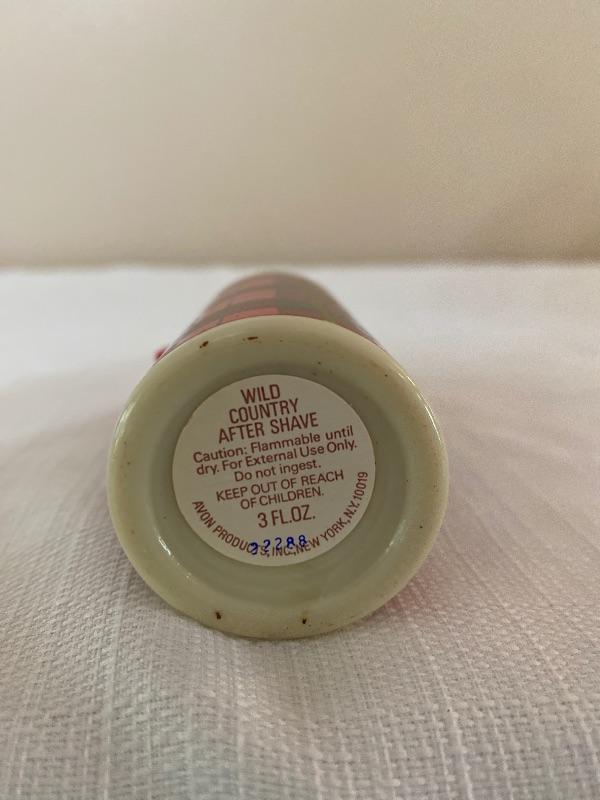 WILD
COUNTRY
AFTER SHAVE
Caution: Flammable until
dry. For External Use Only.
Do not ingest.
KEEP OUT OF REACH
OF CHILDREN.
3 FL.OZ.
AVON PRODUCTS, INC., NEW YORK, N.Y. 10019